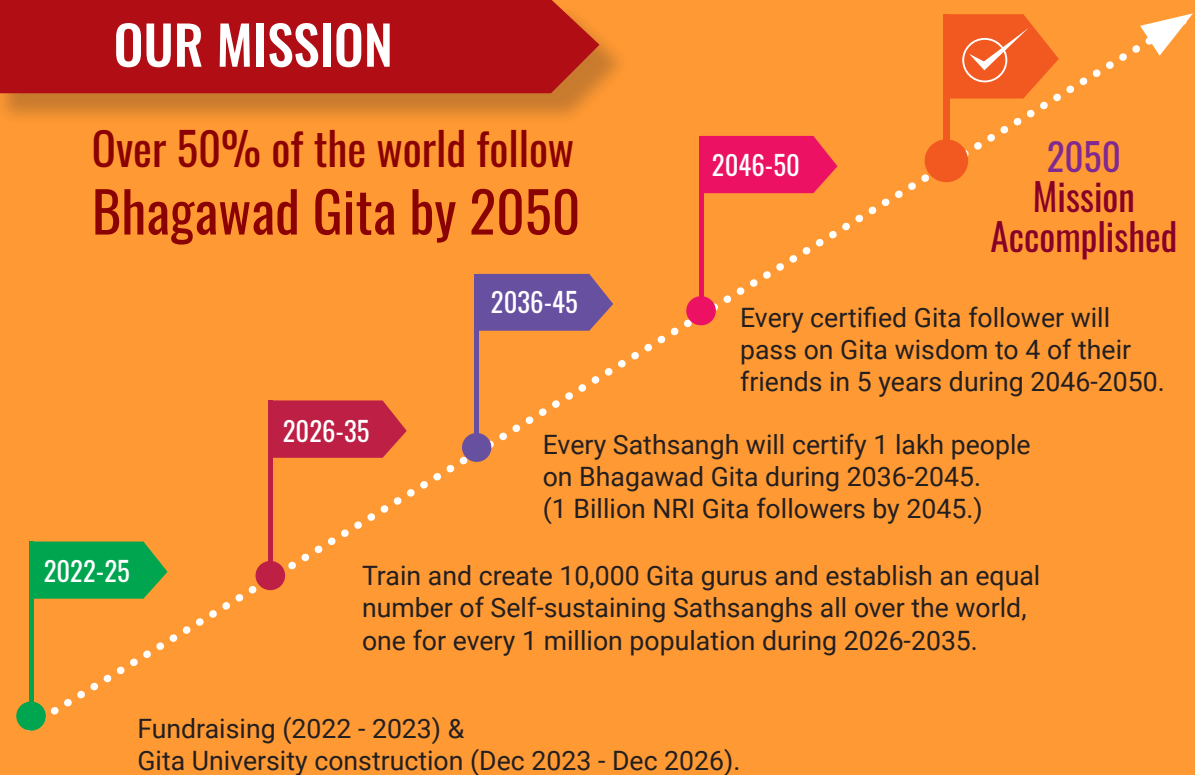 OUR MISSION
Over 50% of the world follow
Bhagawad Gita by 2050
2050
Mission
Accomplished
2046-50
Every certified Gita follower will
pass on Gita wisdom to 4 of their
friends in 5 years during 2046-2050.
2036-45
Every Sathsangh will certify 1 lakh people
on Bhagawad Gita during 2036-2045.
(1 Billion NRI Gita followers by 2045.)
2026-35
Train and create 10,000 Gita gurus and establish an equal
number of Self-sustaining Sathsanghs all over the world,
one for every 1 million population during 2026-2035.
2022-25
Fundraising (2022 - 2023) &
Gita University construction (Dec 2023 - Dec 2026).